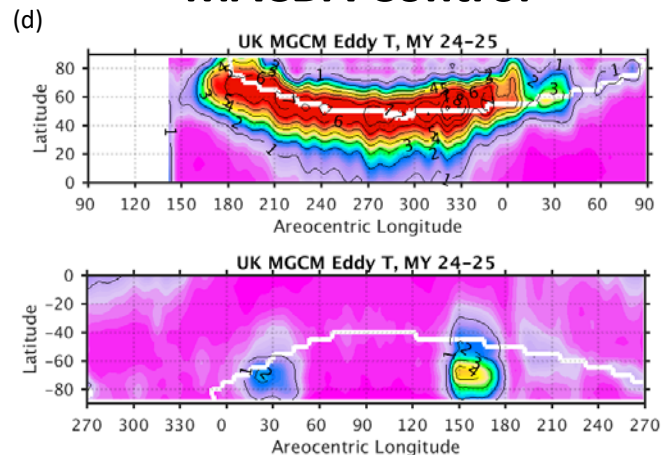 (d)
UK MGCM Eddy T, MY 24-25
Latitude
80
60
40
20
0
90 120 150 180 210 240 270 300 330 0 30 60 90
Areocentric Longitude
UK MGCM Eddy T, MY 24-25
Latitude
0
-20
-40
-60
-80
270 300 330 0 30 60 90 120 150 180 210 240 270
Areocentric Longitude